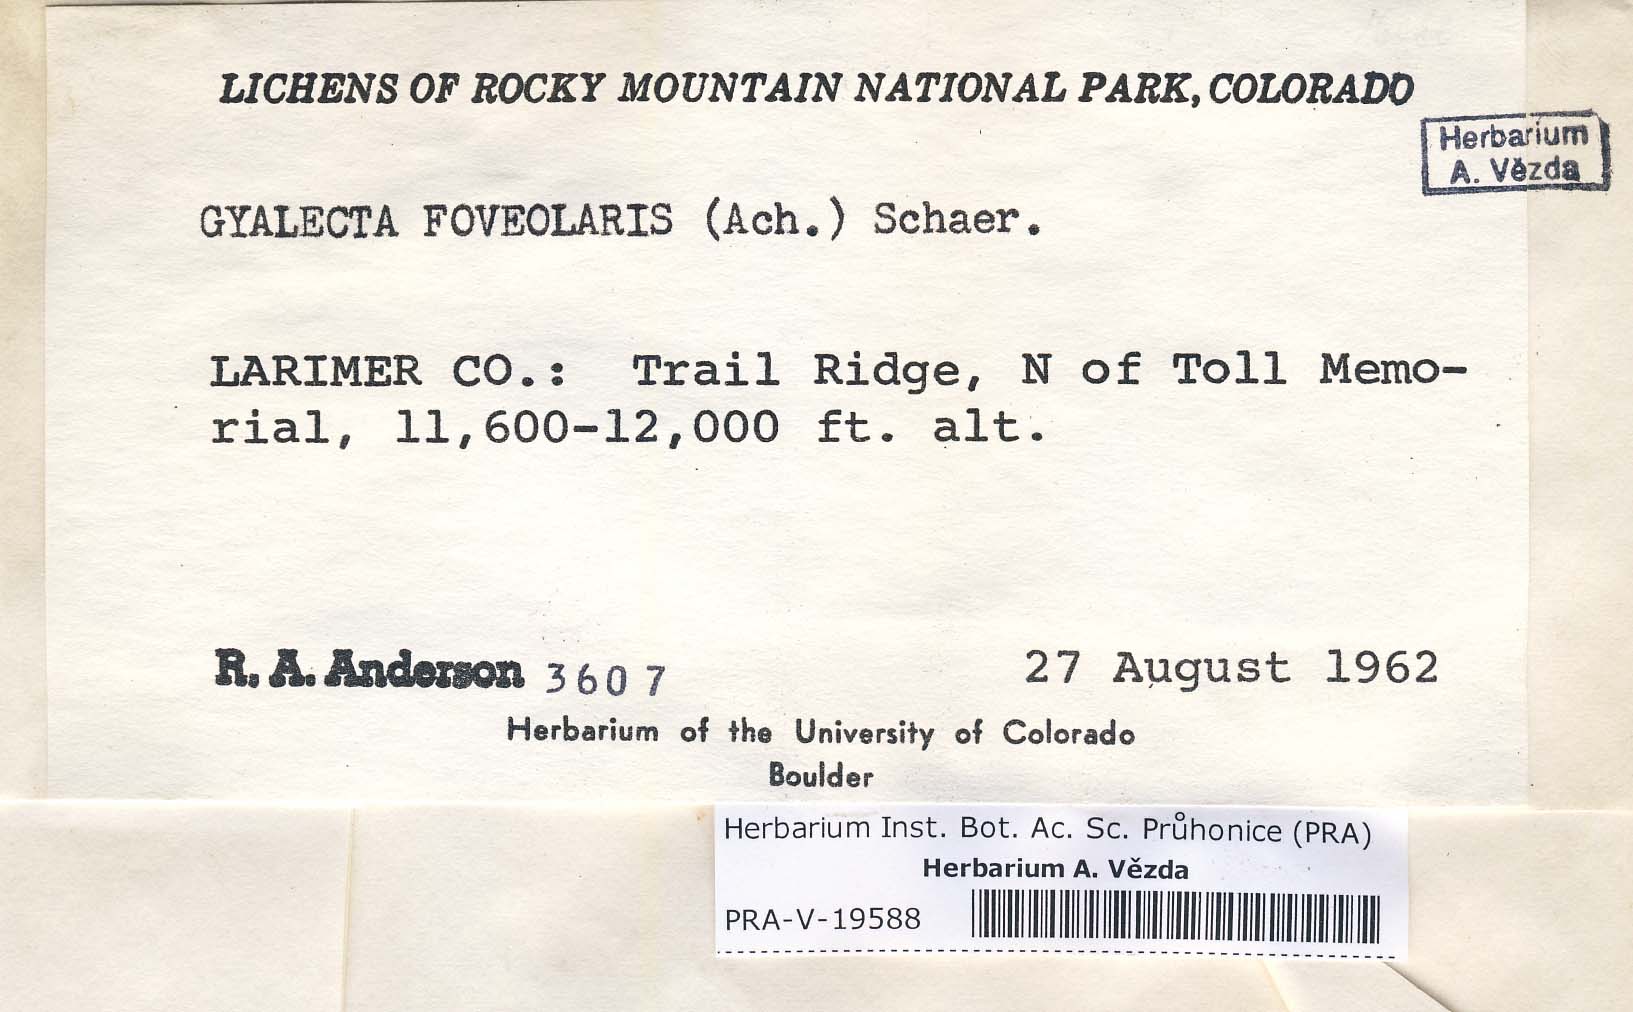 LICHENS OF ROCKY MOUNTAIN NATIONAL PARK, COLORADO
Herbarium
A. Vězda
GYALECTA FOVEOLARIS (Ach.) Schaer.
LARIMER CO.: Trail Ridge, N of Toll Memo-
rial, 11,600-12,000 ft. alt.
R. A. Anderson 3607 27 August 1962
Herbarium of the University of Colorado
Boulder
Herbarium Inst. Bot. Ac. Sc. Průhonice (PRA)
Herbarium A. Vězda
PRA-V-19588